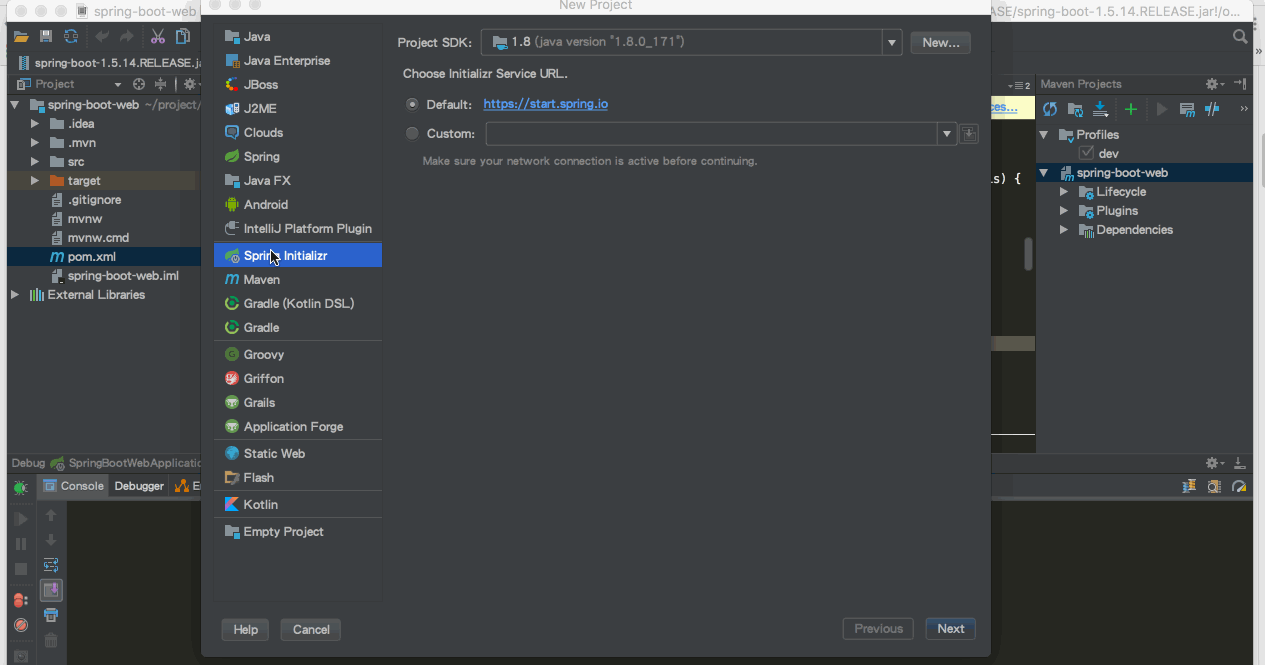 spring-boot-web
New Project
ASE/spring-boot-1.5.14.RELEASE.jar!/o...
spring-boot-1.5.14.RELEASE.ja
Project
spring-boot-web ~/project/
.idea
.mvn
src
target
.gitignore
mvnw
mvnw.cmd
pom.xml
spring-boot-web.iml
External Libraries
Java
Java Enterprise
JBoss
J2ME
Clouds
Spring
Java FX
Android
IntelliJ Platform Plugin
Spring Initializr
Maven
Gradle (Kotlin DSL)
Gradle
Groovy
Griffon
Grails
Application Forge
Static Web
Flash
Kotlin
Empty Project
Project SDK: 1.8 (java version "1.8.0_171") New...
Choose Initializr Service URL.
Default: https://start.spring.io
Custom:
Make sure your network connection is active before continuing.
Help Cancel Previous Next
2
es...
s) {
Maven Projects
Profiles
dev
spring-boot-web
Lifecycle
Plugins
Dependencies
Debug SpringBootWebApplicatio
Console Debugger E